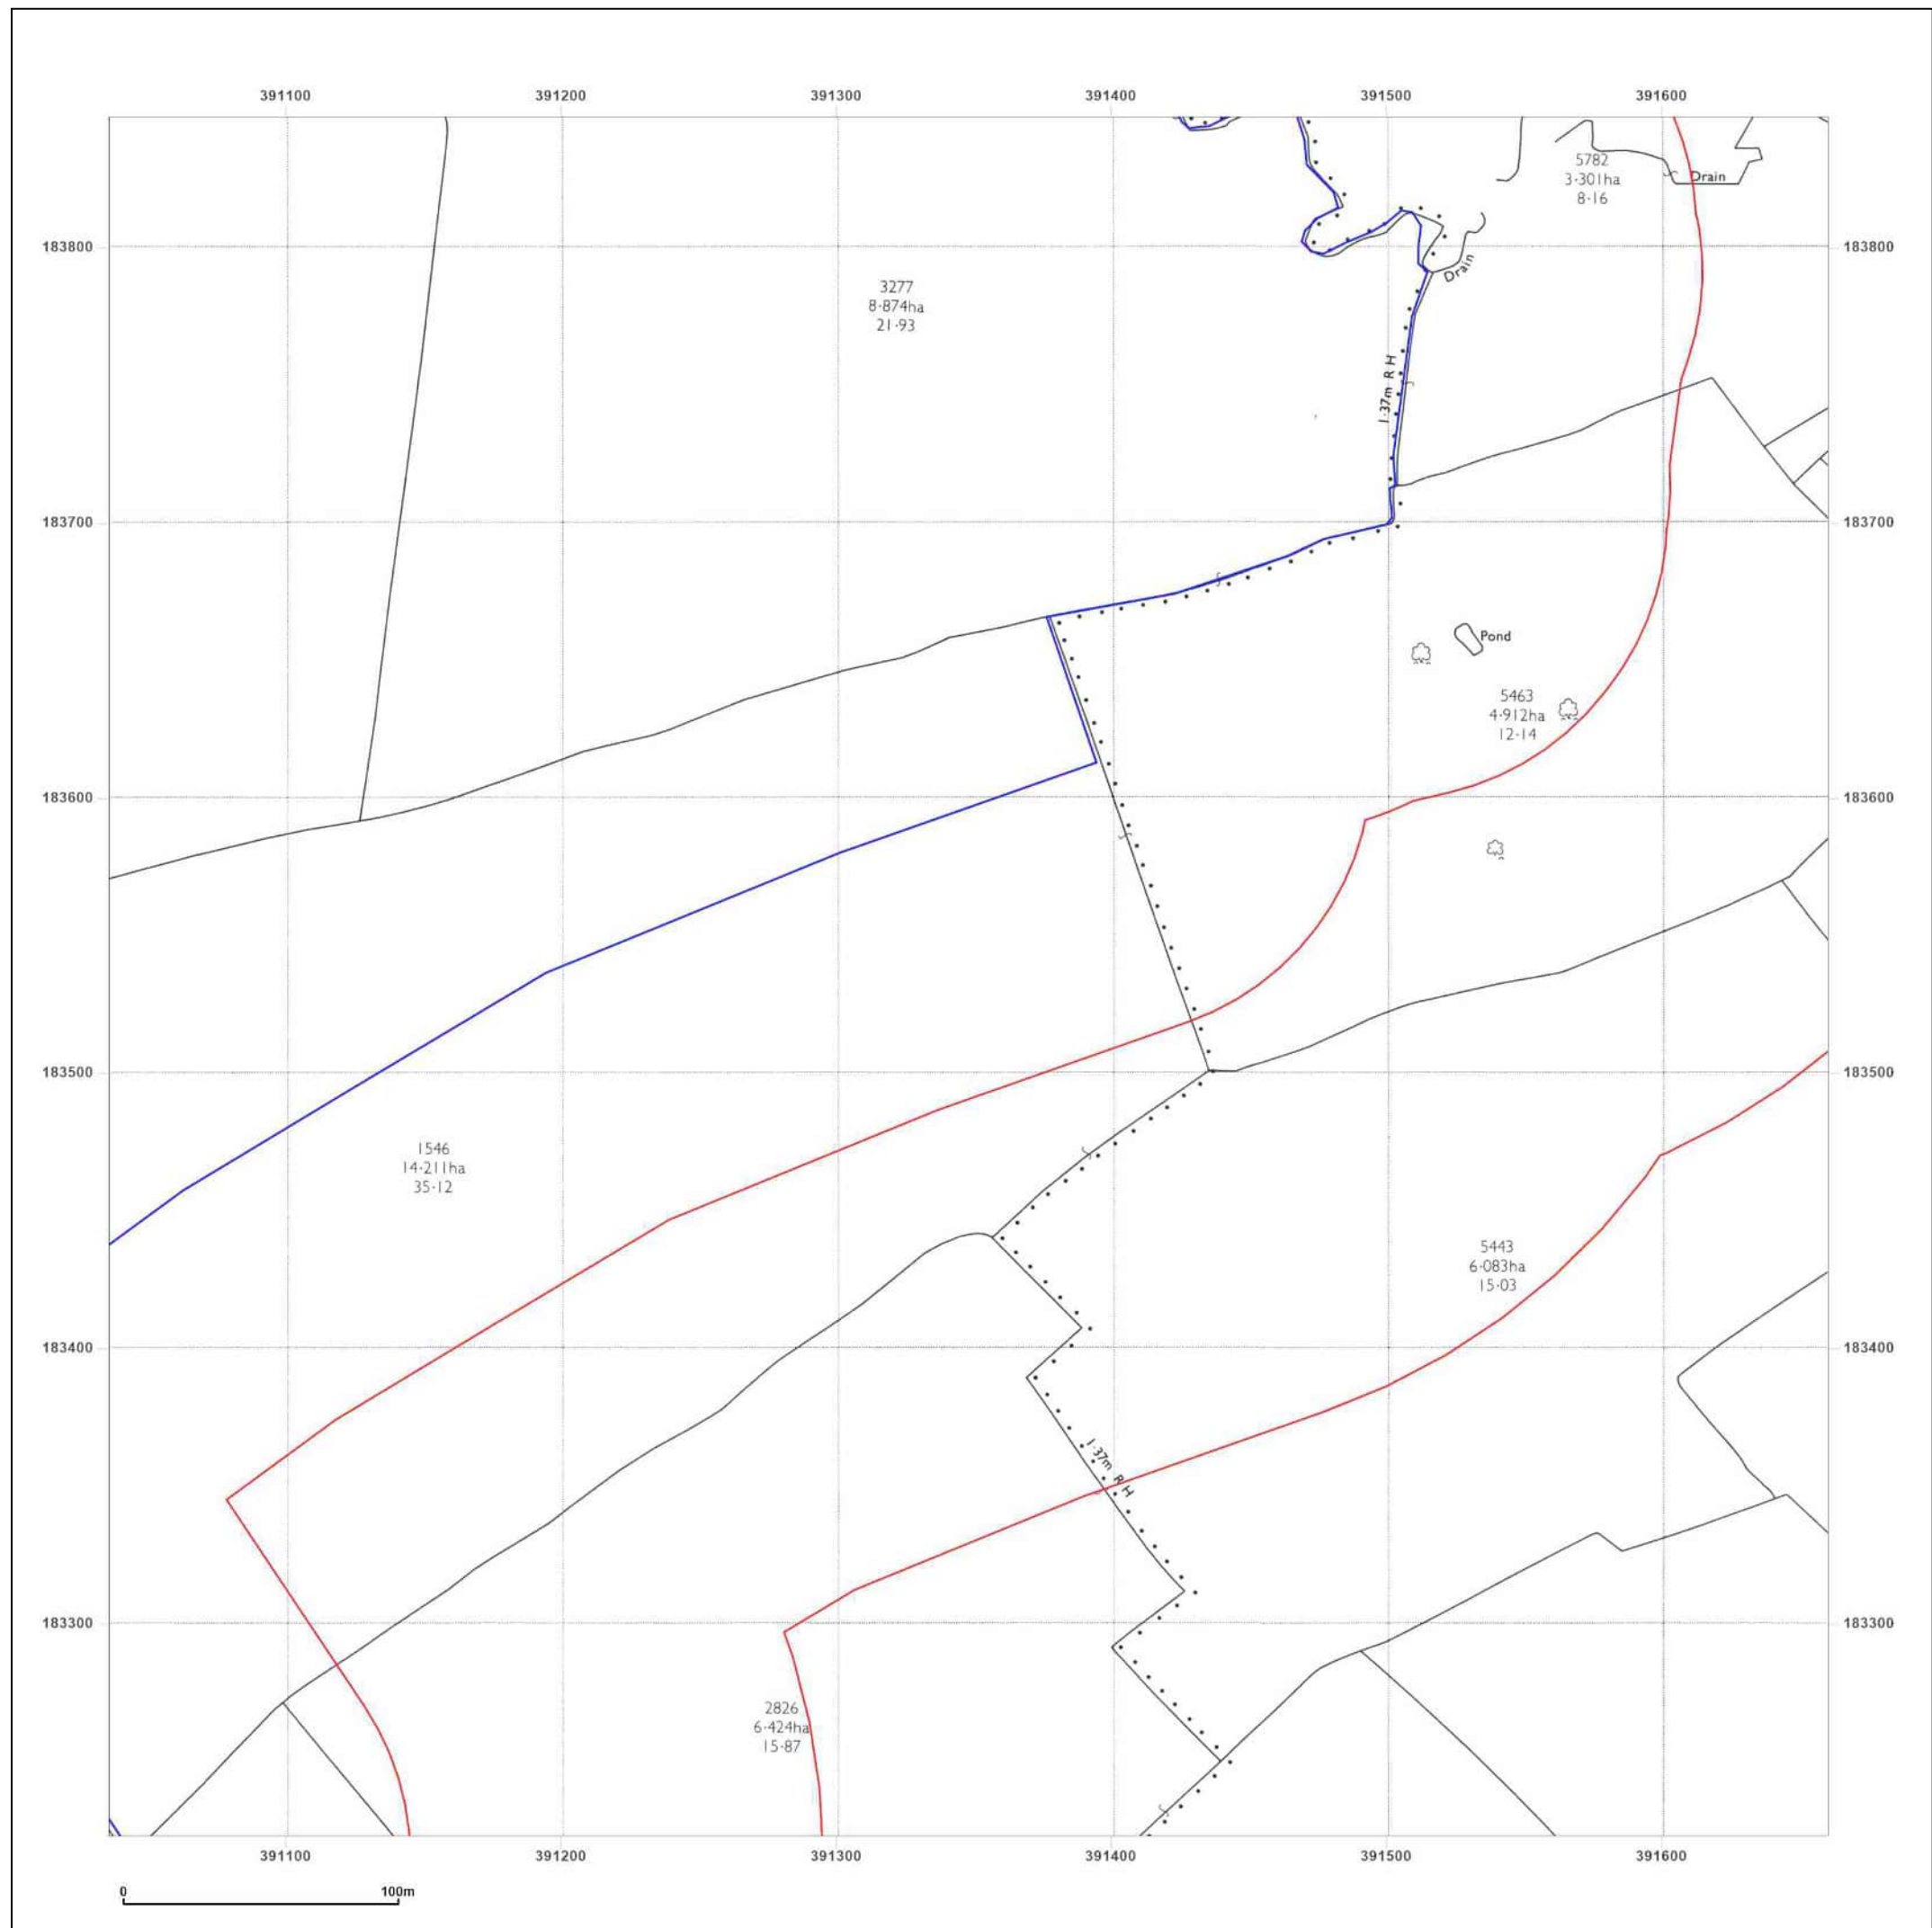 391100 391200 391300 391400 391500 391600
5782
3·301ha
8·16
Drain
183800 183800
Drain
3277
8·874ha
21·93
1·37m R H
183700 183700
Pond
5463
4·912ha
12·14
183600 183600
183500 183500
1546
14·211ha
35·12
5443
6·083ha
15·03
183400 183400
1·37m R H
183300 183300
2826
6·424ha
15·87
391100 391200 391300 391400 391500 391600
0 100m